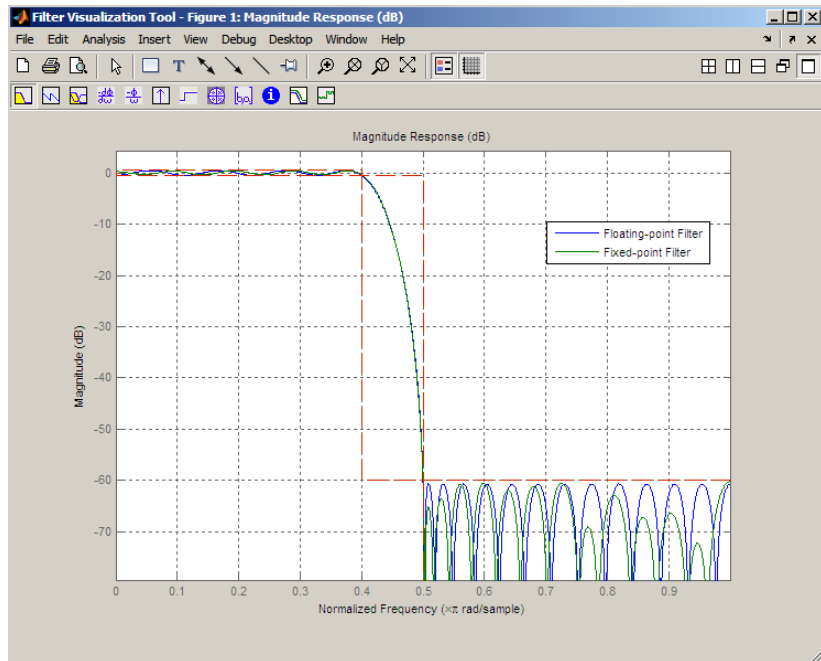 Filter Visualization Tool - Figure 1: Magnitude Response (dB)
File Edit Analysis Insert View Debug Desktop Window Help
T
[b,a]
i
Magnitude Response (dB)
0
-10
-20
-30
-40
-50
-60
-70
Magnitude (dB)
Floating-point Filter
Fixed-point Filter
0 0.1 0.2 0.3 0.4 0.5 0.6 0.7 0.8 0.9
Normalized Frequency (×π rad/sample)